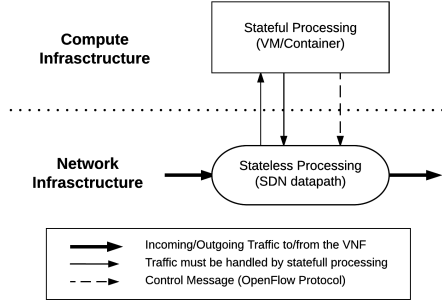 Compute
Infrasctructure
Stateful Processing
(VM/Container)
Network
Infrasctructure
Stateless Processing
(SDN datapath)
Incoming/Outgoing Traffic to/from the VNF
Traffic must be handled by statefull processing
Control Message (OpenFlow Protocol)